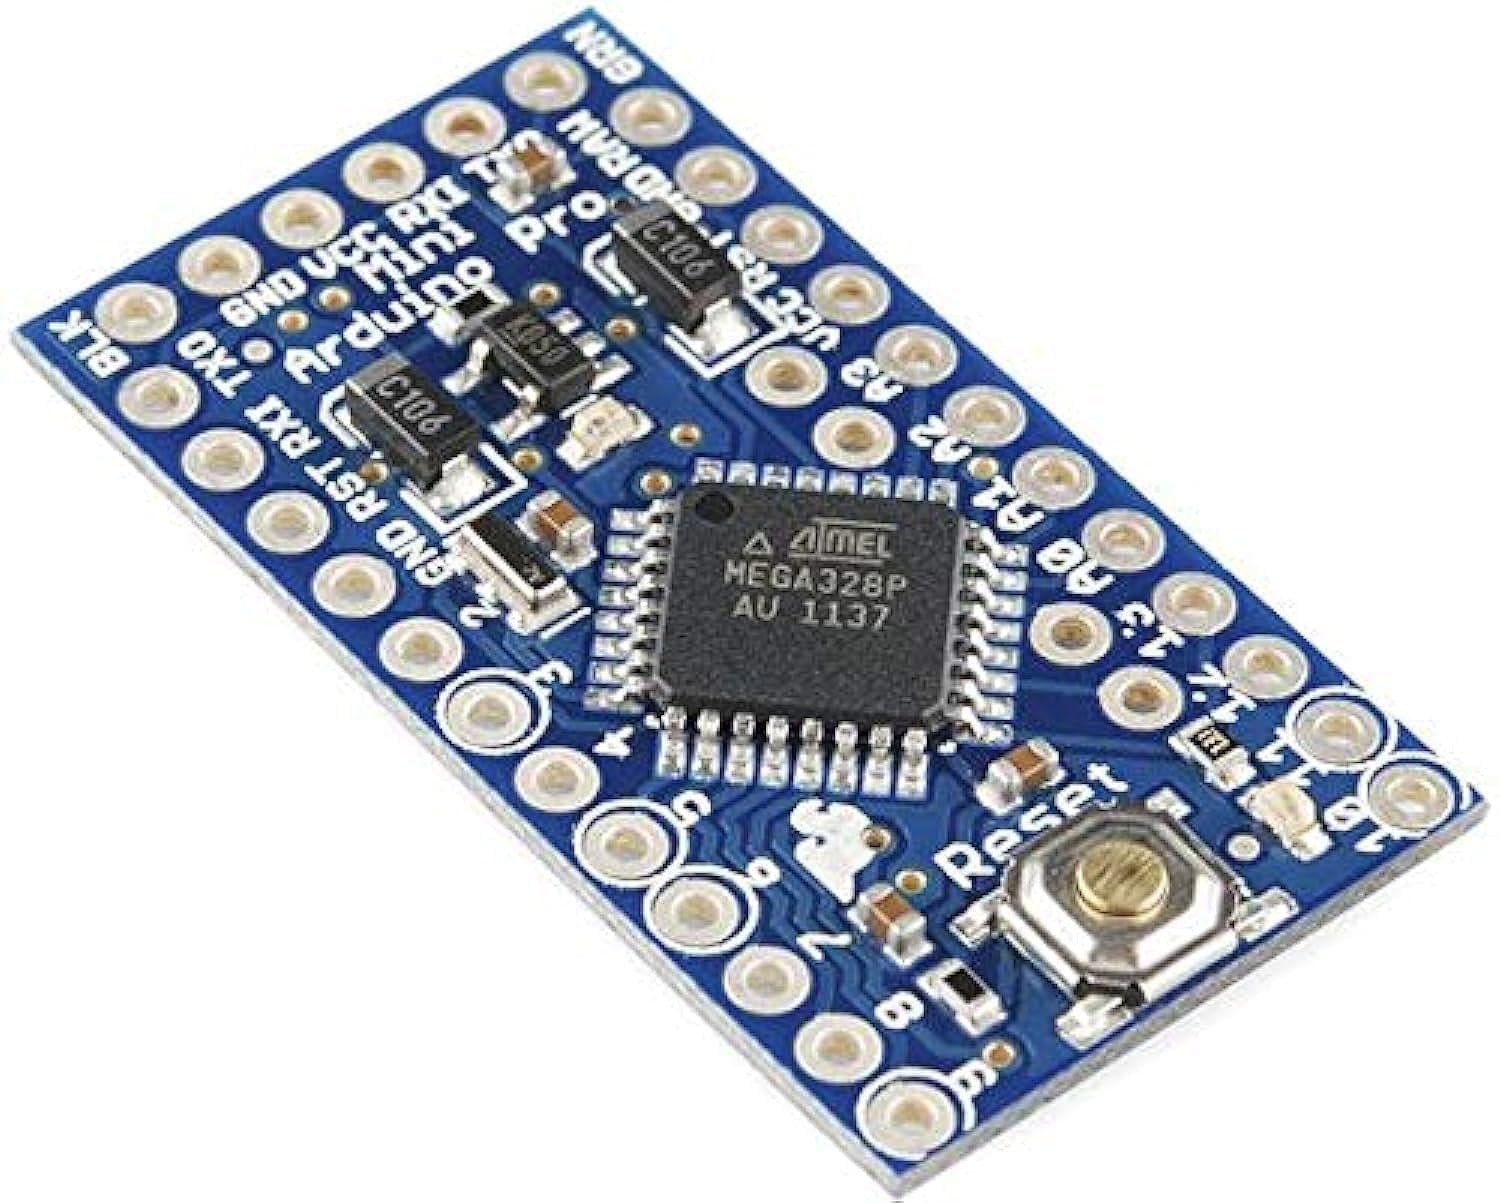 GRN
RAW
GND
RST
VCC
A3
A2
A1
A0
13
12
11
10
BLK
GND
VCC
RXI
TXO
RXI
RST
GND
2
3
4
5
6
7
8
9
Arduino
Mini
Pro
C106
C106
K050
ATMEL
MEGA328P
AU 1137
Reset